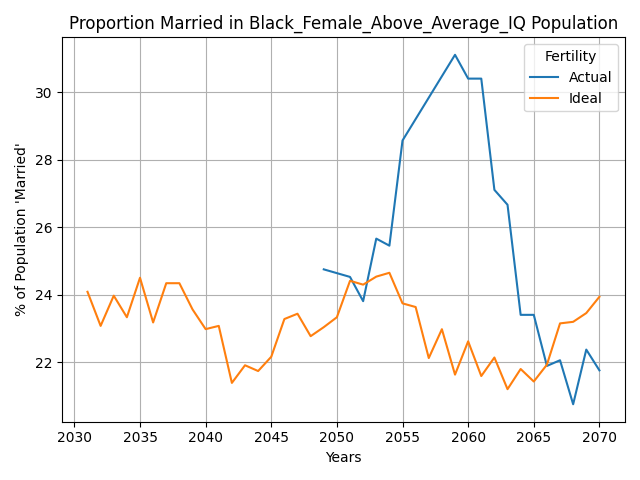 Proportion Married in Black_Female_Above_Average_IQ Population
Fertility
Actual
Ideal
% of Population 'Married'
30
28
26
24
22
2030 2035 2040 2045 2050 2055 2060 2065 2070
Years